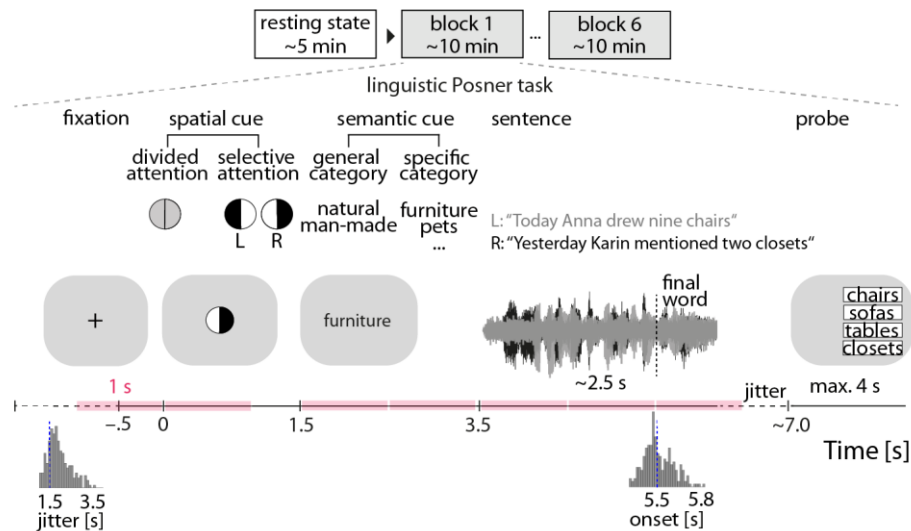 resting state
~5 min
block 1
~10 min
...
block 6
~10 min
linguistic Posner task
fixation
spatial cue
semantic cue
sentence
probe
divided
attention
selective
attention
general
category
specific
category
L
R
natural
man-made
furniture
pets
...
L: "Today Anna drew nine chairs"
R: "Yesterday Karin mentioned two closets"
+
furniture
final
word
chairs
sofas
tables
closets
1 s
~2.5 s
jitter
max. 4 s
-.5
0
1.5
3.5
~7.0
Time [s]
1.5
3.5
jitter [s]
5.5
5.8
onset [s]